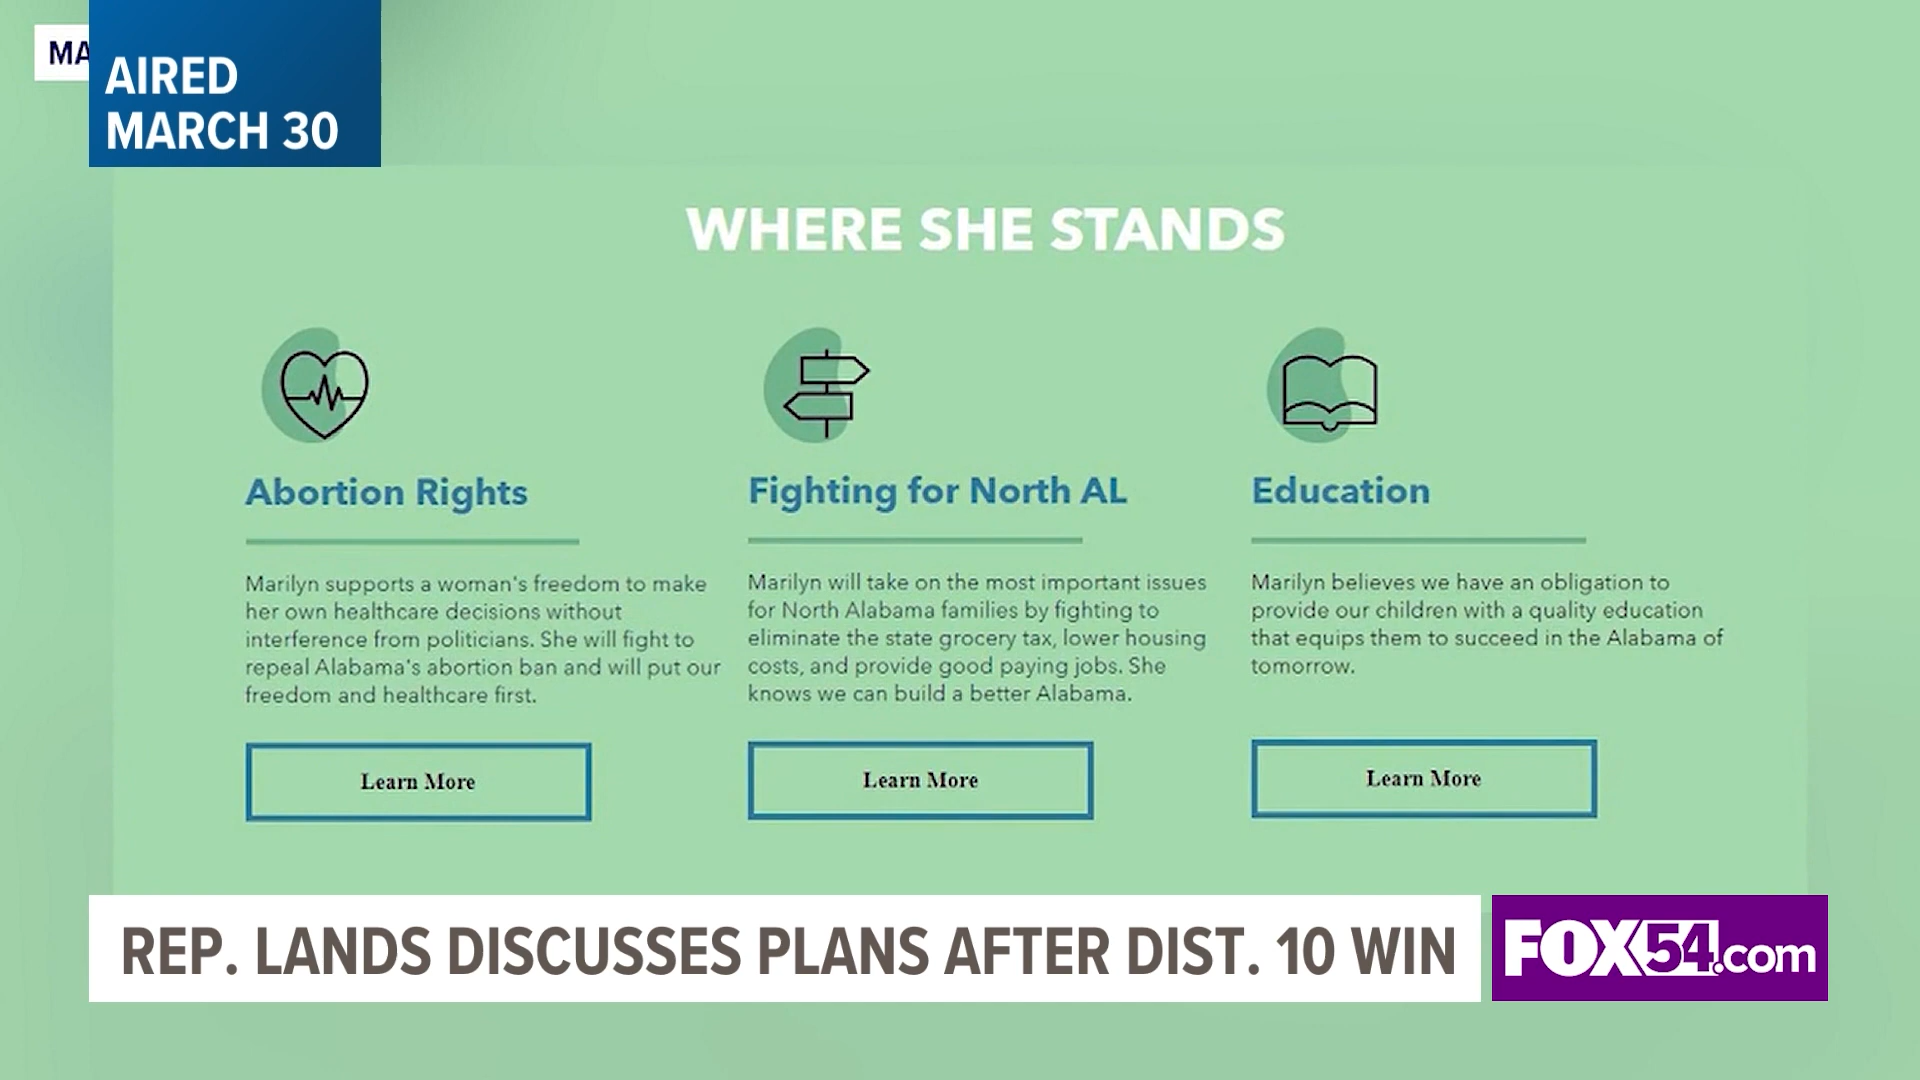 MA
AIRED
MARCH 30
WHERE SHE STANDS
Abortion Rights
Marilyn supports a woman's freedom to make
her own healthcare decisions without
interference from politicians. She will fight to
repeal Alabama's abortion ban and will put our
freedom and healthcare first.
Learn More
Fighting for North AL
Marilyn will take on the most important issues
for North Alabama families by fighting to
eliminate the state grocery tax, lower housing
costs, and provide good paying jobs. She
knows we can build a better Alabama.
Learn More
Education
Marilyn believes we have an obligation to
provide our children with a quality education
that equips them to succeed in the Alabama of
tomorrow.
Learn More
REP. LANDS DISCUSSES PLANS AFTER DIST. 10 WIN
FOX54.com